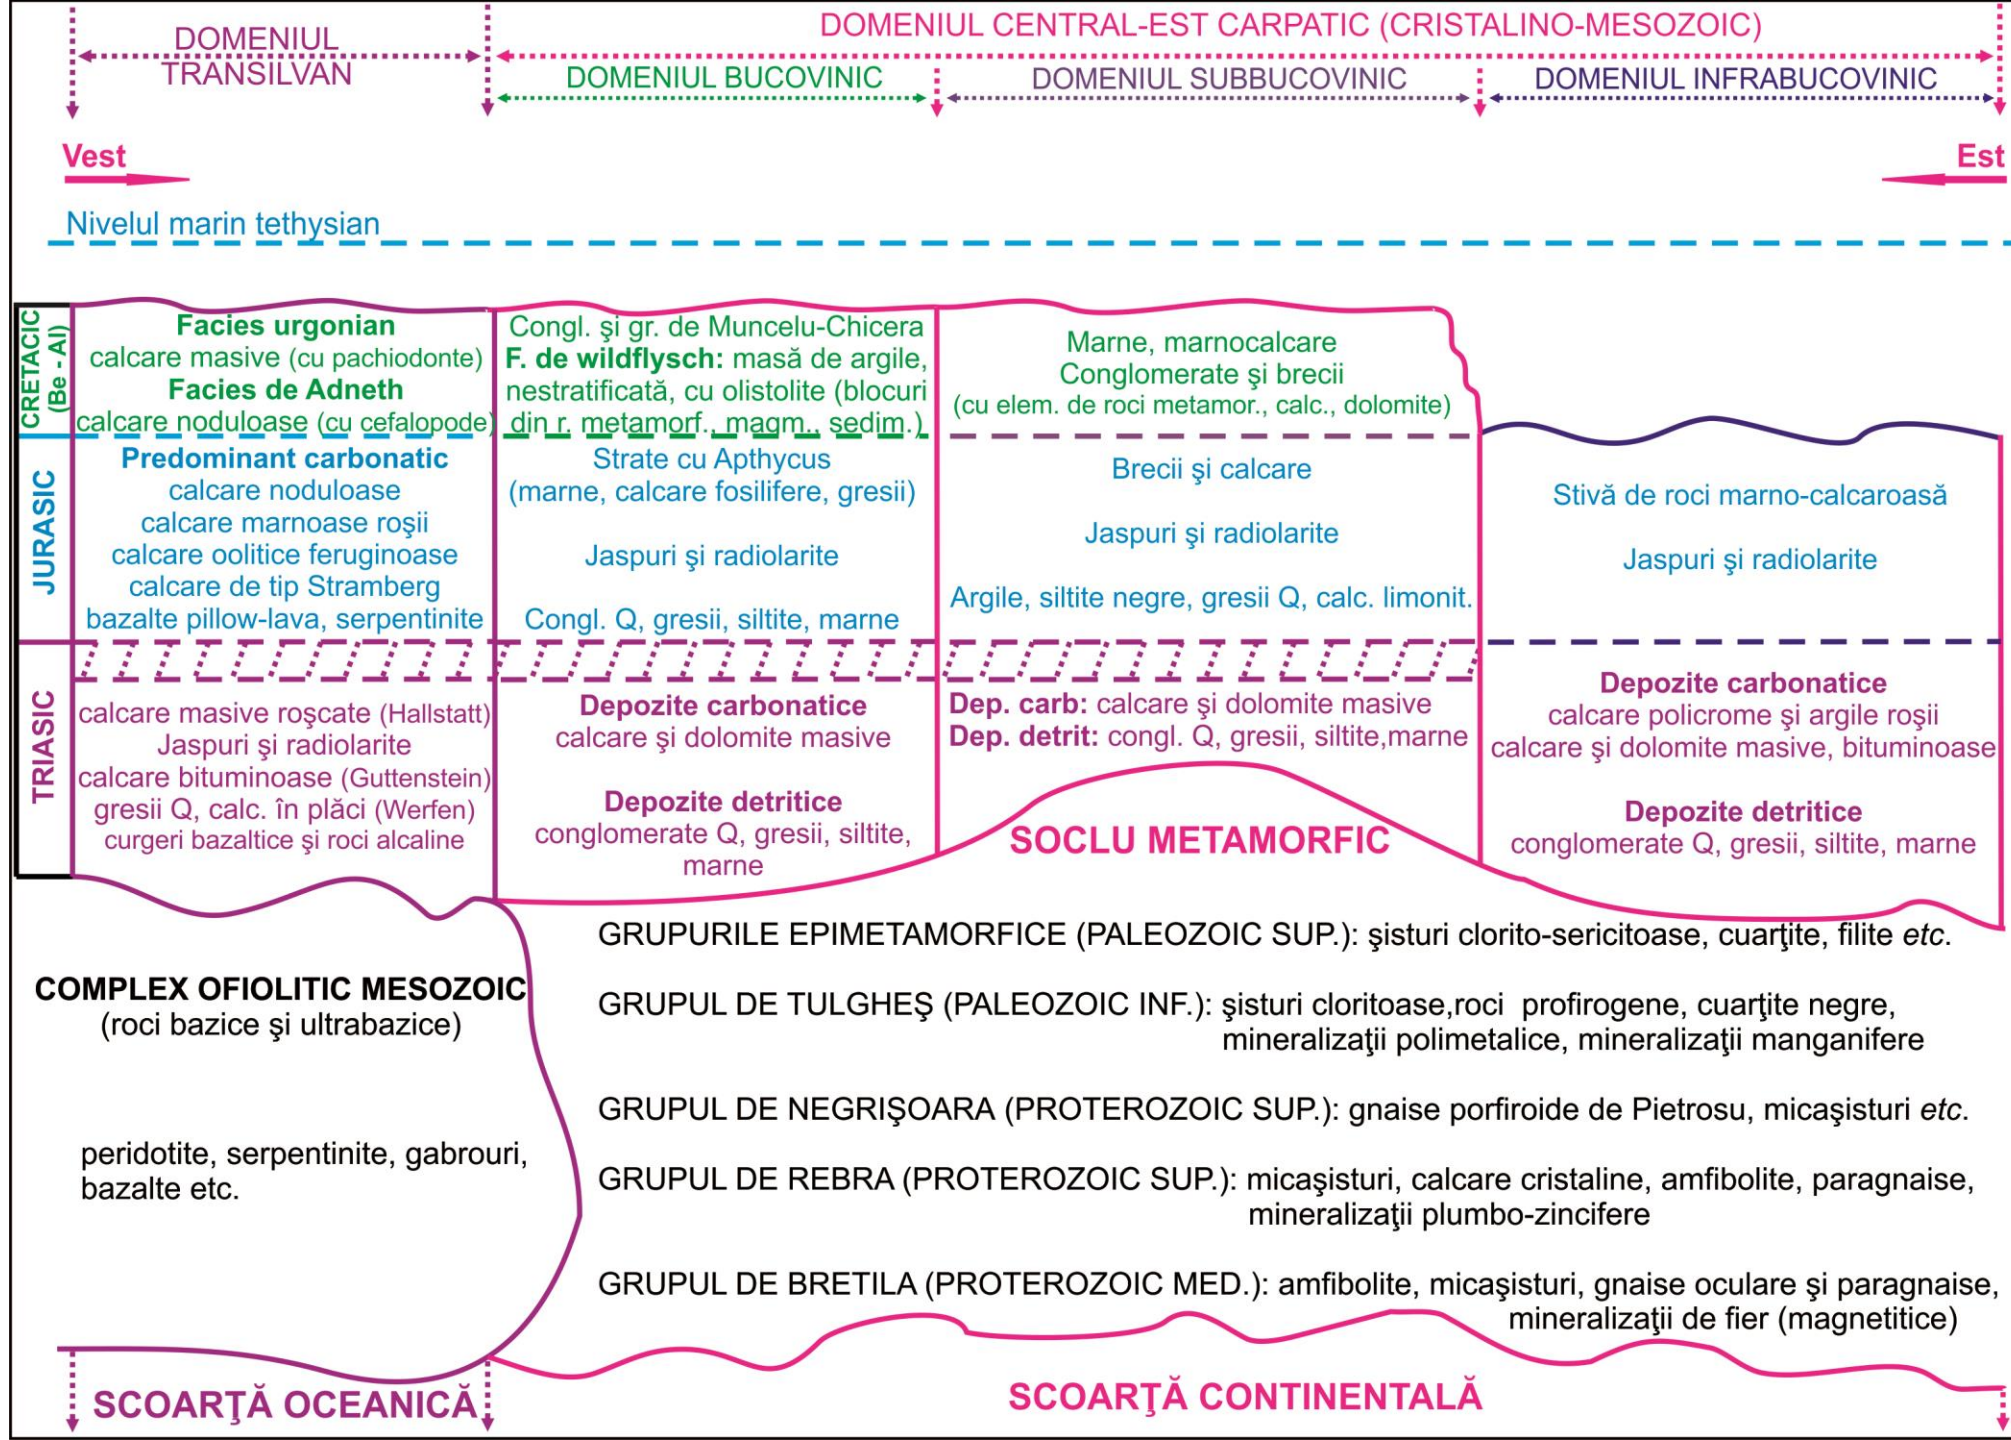 DOMENIUL CENTRAL-EST CARPATIC (CRISTALINO-MESOZOIC)
DOMENIUL
TRANSILVAN
DOMENIUL BUCOVINIC
DOMENIUL SUBBUCOVINIC
DOMENIUL INFRABUCOVINIC
Vest
Est
Nivelul marin tethysian
CRETACIC
(Be - Al)
Facies urgonian
calcare masive (cu pachiodonte)
Facies de Adneth
calcare noduloase (cu cefalopode)
Congl. şi gr. de Muncelu-Chicera
F. de wildflysch: masă de argile,
nestratificată, cu olistolite (blocuri
din r. metamorf., magm., sedim.)
Marne, marnocalcare
Conglomerate şi brecii
(cu elem. de roci metamor., calc., dolomite)
JURASIC
Predominant carbonatic
calcare noduloase
calcare marnoase roşii
calcare oolitice feruginoase
calcare de tip Stramberg
bazalte pillow-lava, serpentinite
Strate cu Apthycus
(marne, calcare fosilifere, gresii)
Jaspuri şi radiolarite
Congl. Q, gresii, siltite, marne
Brecii şi calcare
Jaspuri şi radiolarite
Argile, siltite negre, gresii Q, calc. limonit.
Stivă de roci marno-calcaroasă
Jaspuri şi radiolarite
TRIASIC
calcare masive roşcate (Hallstatt)
Jaspuri şi radiolarite
calcare bituminoase (Guttenstein)
gresii Q, calc. în plăci (Werfen)
curgeri bazaltice şi roci alcaline
Depozite carbonatice
calcare şi dolomite masive
Depozite detritice
conglomerate Q, gresii, siltite,
marne
Dep. carb: calcare şi dolomite masive
Dep. detrit: congl. Q, gresii, siltite,marne
Depozite carbonatice
calcare policrome şi argile roşii
calcare şi dolomite masive, bituminoase
Depozite detritice
conglomerate Q, gresii, siltite, marne
SOCLU METAMORFIC
COMPLEX OFIOLITIC MESOZOIC
(roci bazice şi ultrabazice)
peridotite, serpentinite, gabrouri,
bazalte etc.
GRUPURILE EPIMETAMORFICE (PALEOZOIC SUP.): şisturi clorito-sericitoase, cuarţite, filite etc.
GRUPUL DE TULGHEŞ (PALEOZOIC INF.): şisturi cloritoase,roci profirogene, cuarţite negre,
mineralizaţii polimetalice, mineralizaţii manganifere
GRUPUL DE NEGRIŞOARA (PROTEROZOIC SUP.): gnaise porfiroide de Pietrosu, micaşisturi etc.
GRUPUL DE REBRA (PROTEROZOIC SUP.): micaşisturi, calcare cristaline, amfibolite, paragnaise,
mineralizaţii plumbo-zincifere
GRUPUL DE BRETILA (PROTEROZOIC MED.): amfibolite, micaşisturi, gnaise oculare şi paragnaise,
mineralizaţii de fier (magnetitice)
SCOARŢĂ OCEANICĂ
SCOARŢĂ CONTINENTALĂ